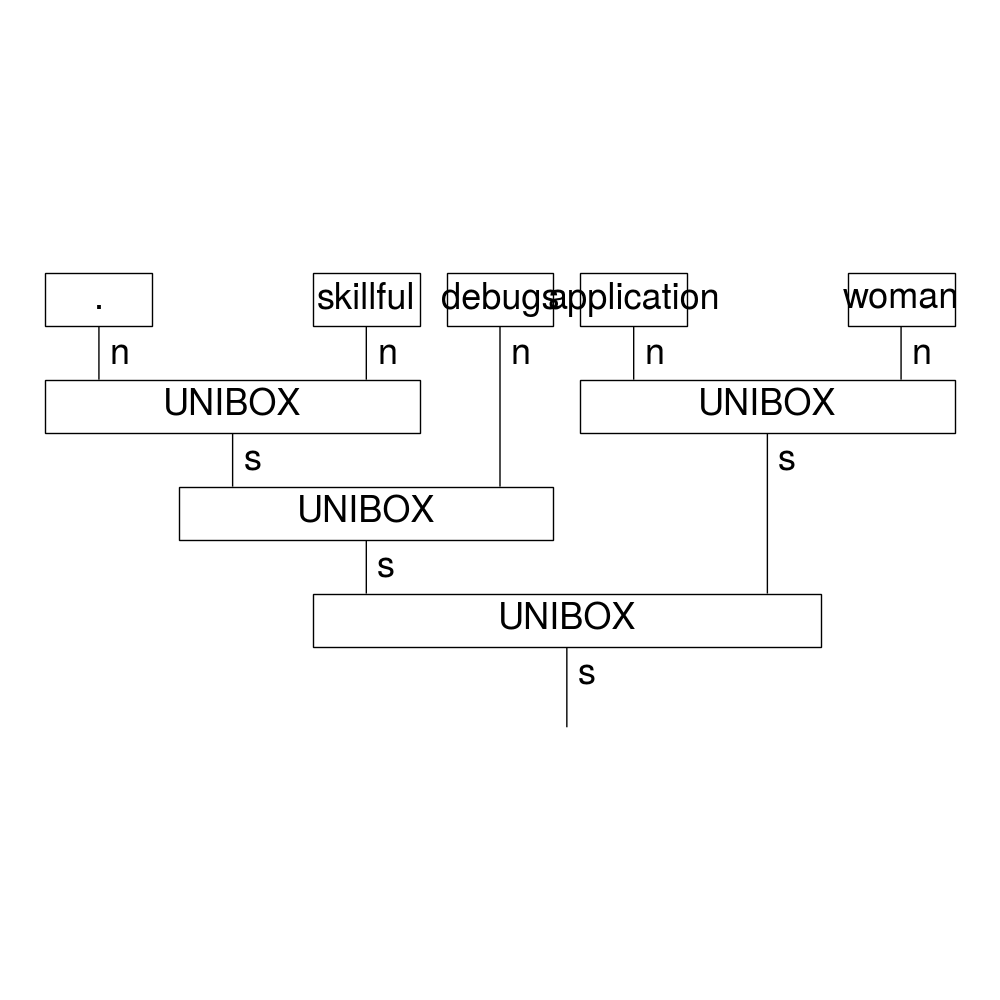 . skillful debugs application woman
n n n n n
UNIBOX UNIBOX
s s
UNIBOX
s
UNIBOX
s